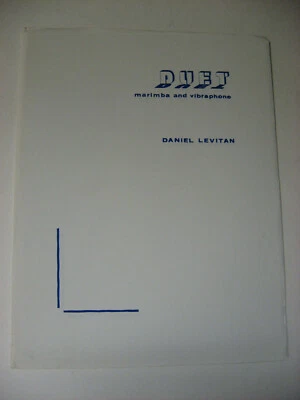 DUET
marimba and vibraphone
DANIEL LEVITAN